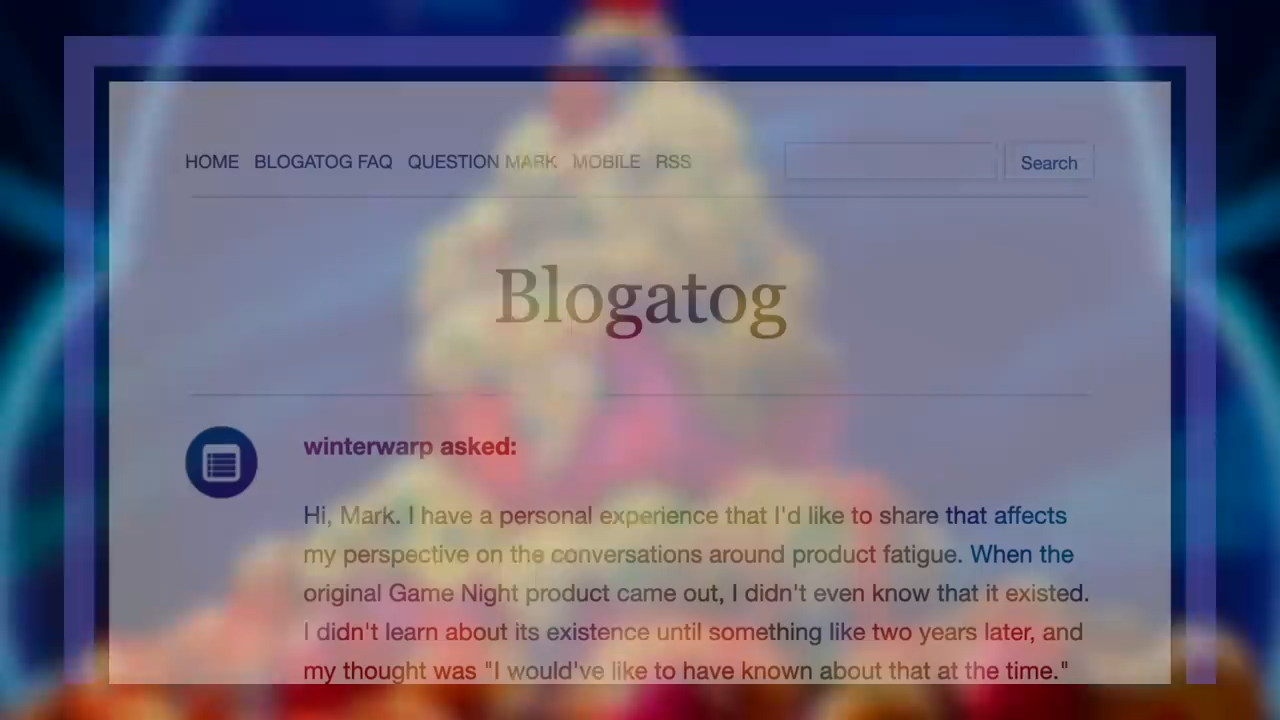 HOME BLOGATOG FAQ QUESTION MARK MOBILE RSS Search
Blogatog
winterwarp asked:
Hi, Mark. I have a personal experience that I'd like to share that affects
my perspective on the conversations around product fatigue. When the
original Game Night product came out, I didn't even know that it existed.
I didn't learn about its existence until something like two years later, and
my thought was "I would've like to have known about that at the time."